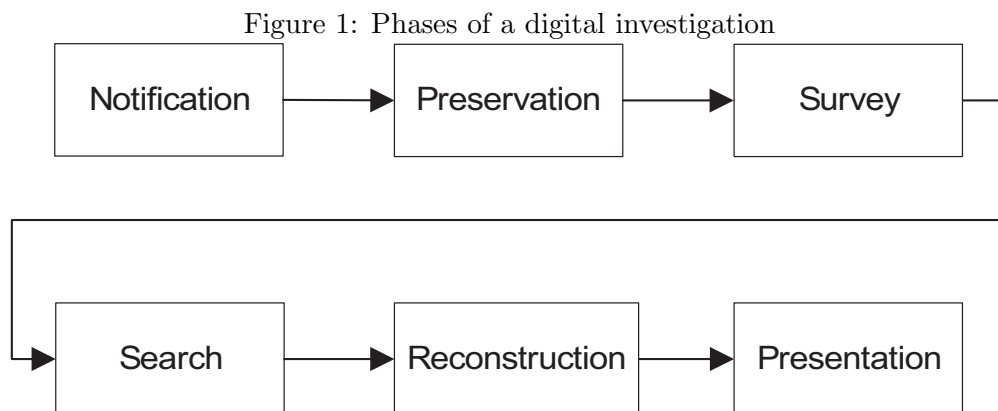 Figure 1: Phases of a digital investigation
Notification
Preservation
Survey
Search
Reconstruction
Presentation